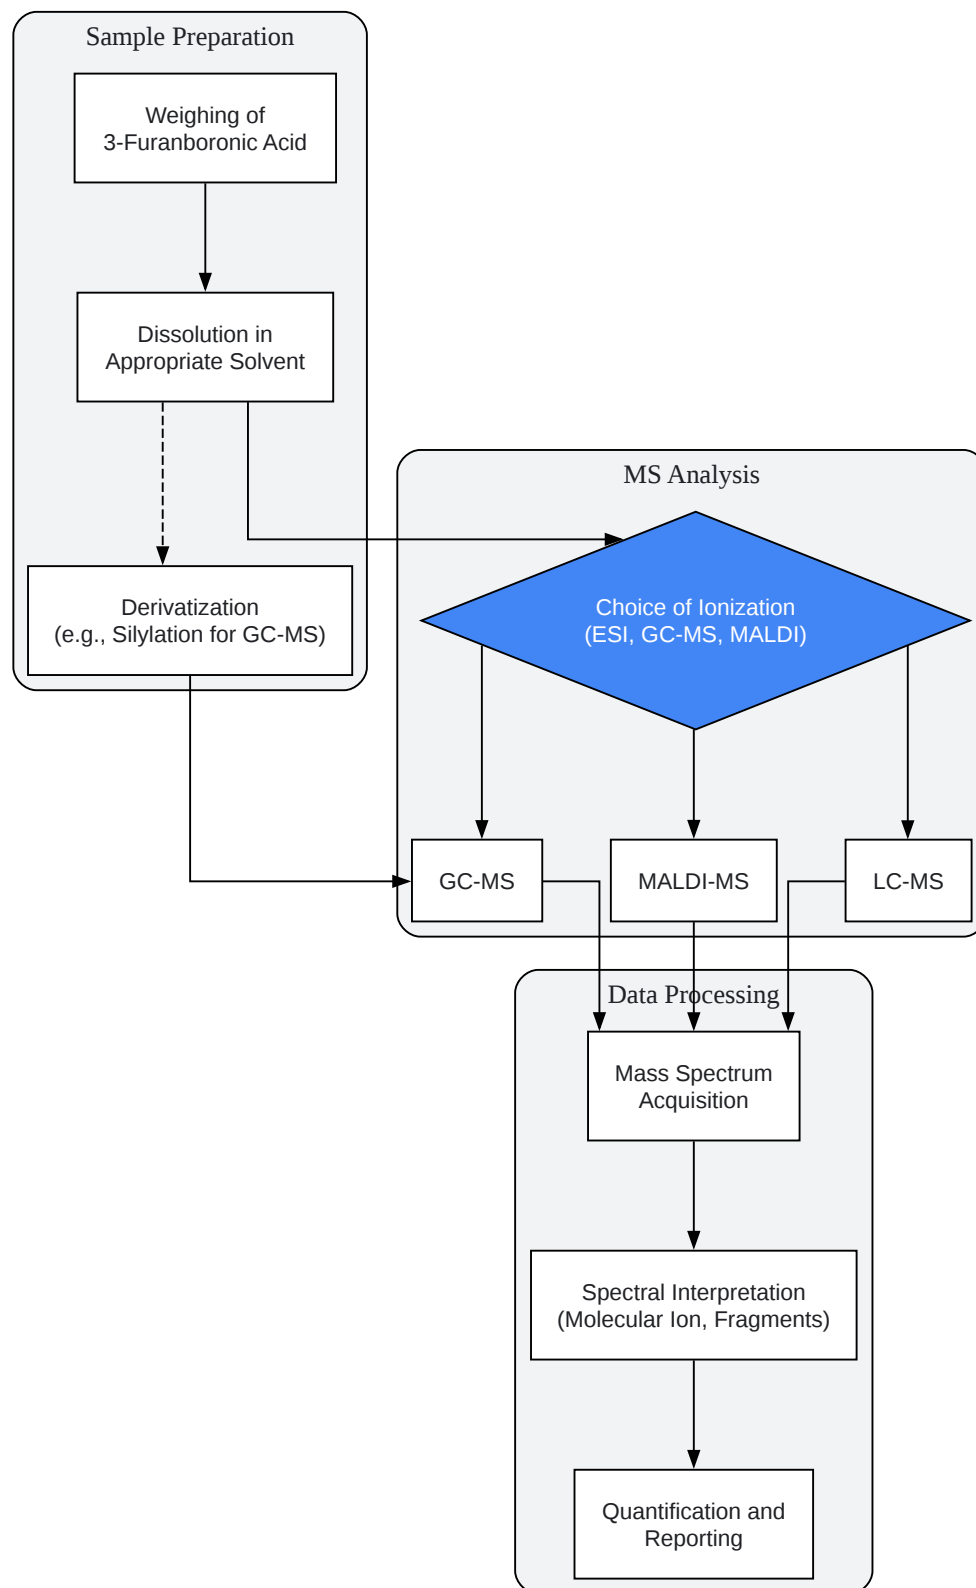 Sample Preparation
Weighing of
3-Furanboronic Acid
Dissolution in
Appropriate Solvent
Derivatization
(e.g., Silylation for GC-MS)
MS Analysis
Choice of Ionization
(ESI, GC-MS, MALDI)
GC-MS
MALDI-MS
LC-MS
Data Processing
Mass Spectrum
Acquisition
Spectral Interpretation
(Molecular Ion, Fragments)
Quantification and
Reporting